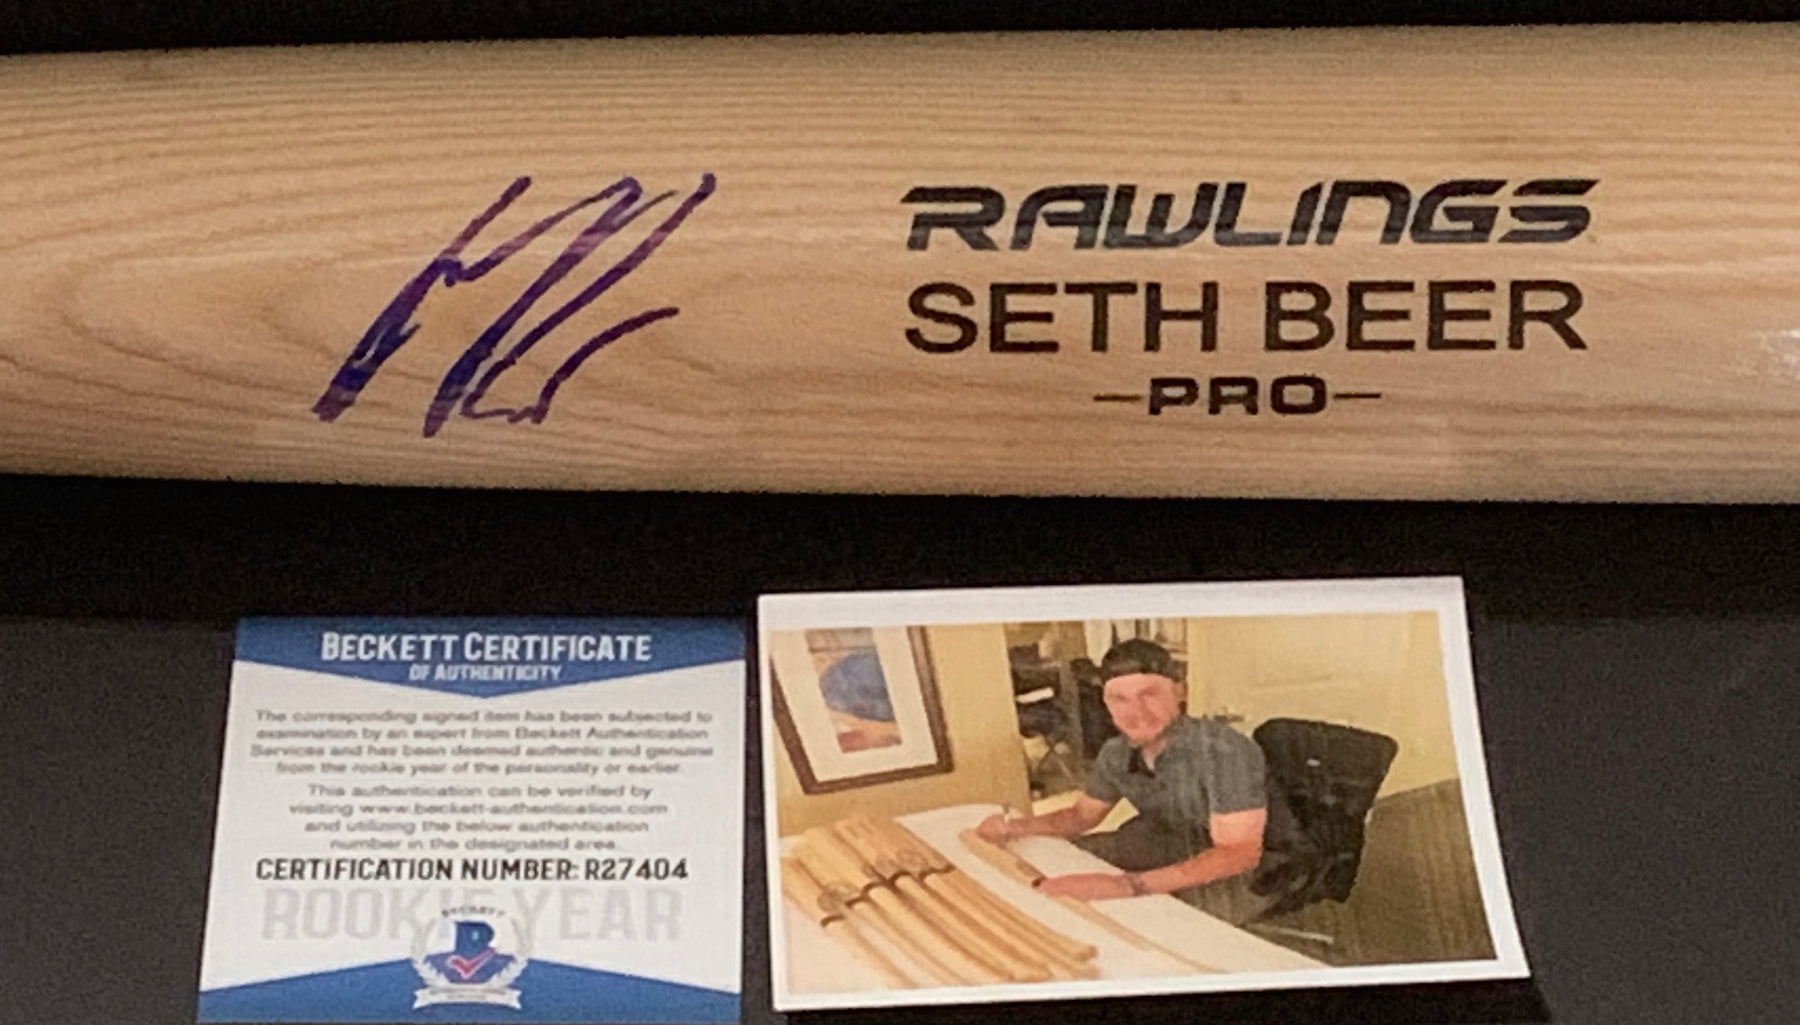 RAWLINGS
SETH BEER
-PRO-
BECKETT CERTIFICATE
OF AUTHENTICITY
The corresponding signed item has been subjected to
examination by an expert from Beckett Authentication
Services and has been deemed authentic and genuine
from the rookie year of the personality or earlier.
This authentication can be verified by
visiting www.beckett-authentication.com
and utilizing the below authentication
number in the designated area.
CERTIFICATION NUMBER: R27404
ROOKIE YEAR
BECKETT